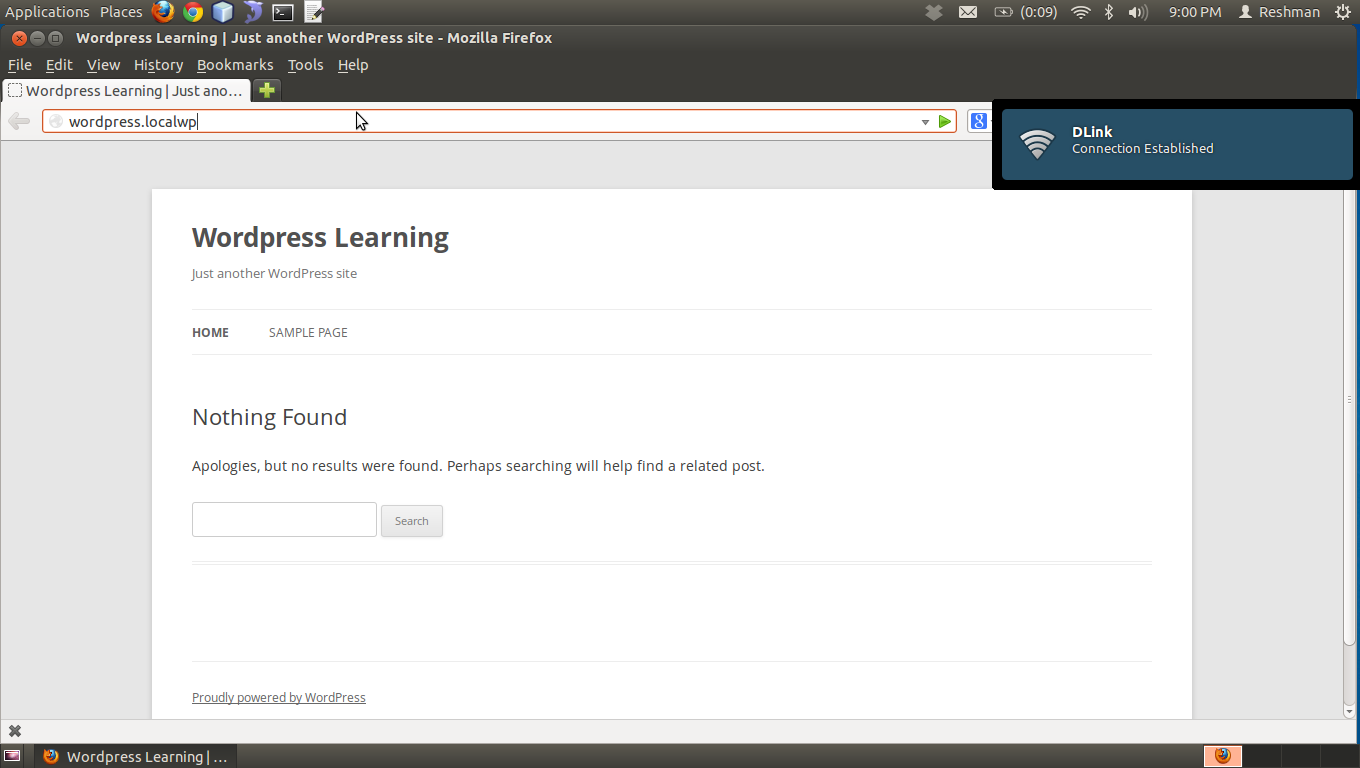 Applications Places (0:09) 9:00 PM Reshman
Wordpress Learning | Just another WordPress site - Mozilla Firefox
File Edit View History Bookmarks Tools Help
Wordpress Learning | Just ano...
wordpress.localwp
8
DLink
Connection Established
Wordpress Learning
Just another WordPress site
HOME SAMPLE PAGE
Nothing Found
Apologies, but no results were found. Perhaps searching will help find a related post.
Search
Proudly powered by WordPress
Wordpress Learning | ...